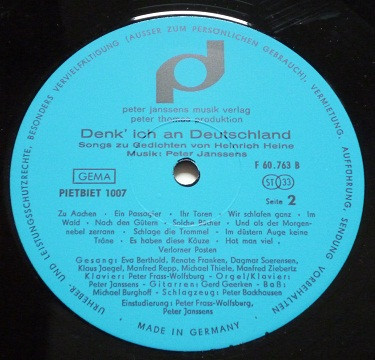 URHEBER- UND LEISTUNGSSCHUTZRECHTE, BESONDERS VERVIELFÄLTIGUNG (AUSSER ZUM PERSÖNLICHEN GEBRAUCH), VERMIETUNG, AUFFÜHRUNG, SENDUNG VORBEHALTEN
peter janssens musik verlag
peter thomas produktion
Denk' ich an Deutschland
Songs zu Gedichten von Heinrich Heine
Musik: Peter Janssens
F 60.763 B
GEMA
ST 33
PIETBIET 1007
Seite 2
Zu Aachen · Ein Passagier · Ihr Toren · Wir schlafen ganz · Im
Wald · Nach den Gütern · Solche Bücher · Und als der Morgen-
nebel zerrann · Schlage die Trommel · Im düstern Auge keine
Träne · Es haben diese Käuze · Hat man viel
Verlorner Posten
Gesang: Eva Berthold, Renate Franken, Dagmar Soerensen,
Klaus Jaegel, Manfred Repp, Michael Thiele, Manfred Ziebertz
Klavier: Peter Frass-Wolfsburg · Orgel/Klavier:
Peter Janssens · Gitarren: Gerd Geerken · Baß:
Michael Burghoff · Schlagzeug: Peter Backhausen
Einstudierung: Peter Frass-Wolfsburg,
Peter Janssens
MADE IN GERMANY